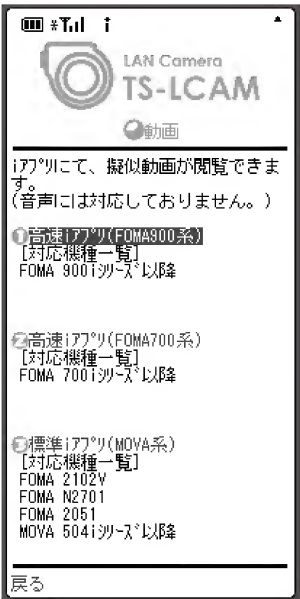 LAN Camera
TS-LCAM
動画
iｱﾌﾟﾘにて、擬似動画が閲覧できま
す。
(音声には対応しておりません。)
❶高速iｱﾌﾟﾘ(FOMA900系)
[対応機種一覧]
FOMA 900iｼﾘｰｽﾞ以降
❷高速iｱﾌﾟﾘ(FOMA700系)
[対応機種一覧]
FOMA 700iｼﾘｰｽﾞ以降
❸標準iｱﾌﾟﾘ(MOVA系)
[対応機種一覧]
FOMA 2102V
FOMA N2701
FOMA 2051
MOVA 504iｼﾘｰｽﾞ以降
戻る